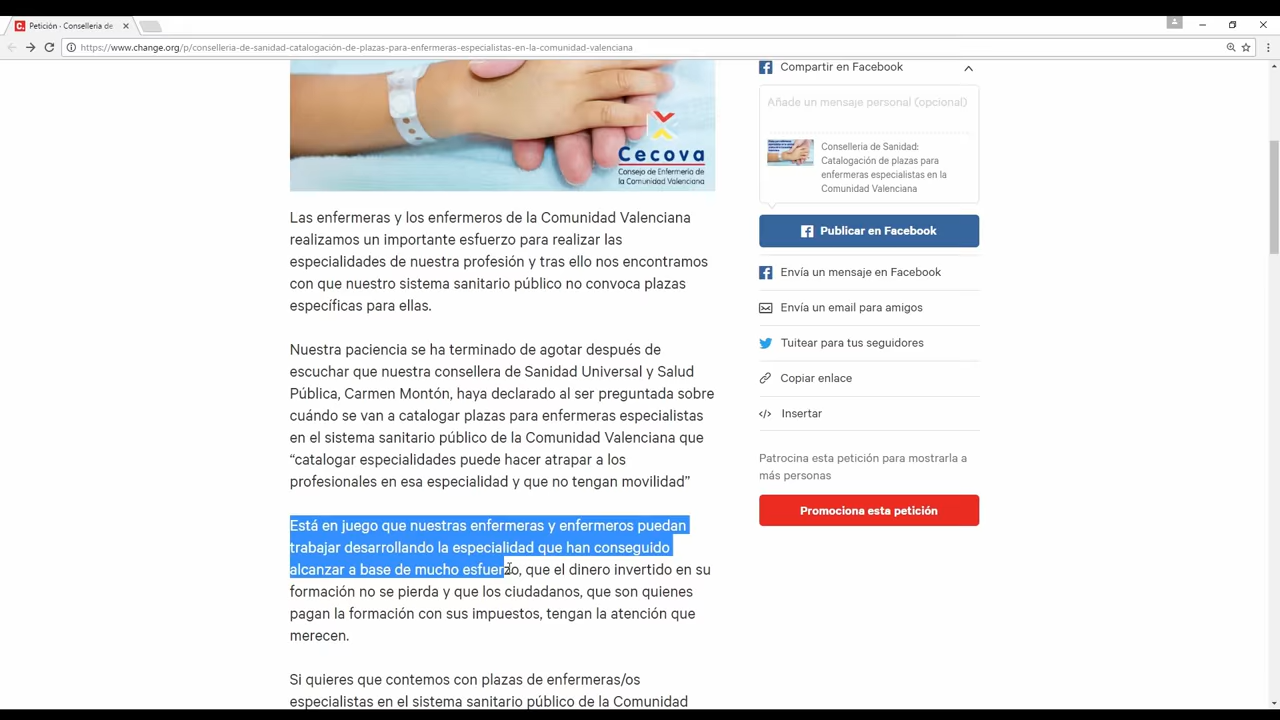 Petición · Conselleria de
https://www.change.org/p/conselleria-de-sanidad-catalogación-de-plazas-para-enfermeras-especialistas-en-la-comunidad-valenciana
Cecova
Consejo de Enfermería de
la Comunidad Valenciana
Las enfermeras y los enfermeros de la Comunidad Valenciana
realizamos un importante esfuerzo para realizar las
especialidades de nuestra profesión y tras ello nos encontramos
con que nuestro sistema sanitario público no convoca plazas
específicas para ellas.
Nuestra paciencia se ha terminado de agotar después de
escuchar que nuestra consellera de Sanidad Universal y Salud
Pública, Carmen Montón, haya declarado al ser preguntada sobre
cuándo se van a catalogar plazas para enfermeras especialistas
en el sistema sanitario público de la Comunidad Valenciana que
“catalogar especialidades puede hacer atrapar a los
profesionales en esa especialidad y que no tengan movilidad”
Está en juego que nuestras enfermeras y enfermeros puedan
trabajar desarrollando la especialidad que han conseguido
alcanzar a base de mucho esfuerzo, que el dinero invertido en su
formación no se pierda y que los ciudadanos, que son quienes
pagan la formación con sus impuestos, tengan la atención que
merecen.
Si quieres que contemos con plazas de enfermeras/os
especialistas en el sistema sanitario público de la Comunidad
Compartir en Facebook
Añade un mensaje personal (opcional)
Conselleria de Sanidad:
Catalogación de plazas para
enfermeras especialistas en la
Comunidad Valenciana
Publicar en Facebook
Envía un mensaje en Facebook
Envía un email para amigos
Tuitear para tus seguidores
Copiar enlace
Insertar
Patrocina esta petición para mostrarla a
más personas
Promociona esta petición